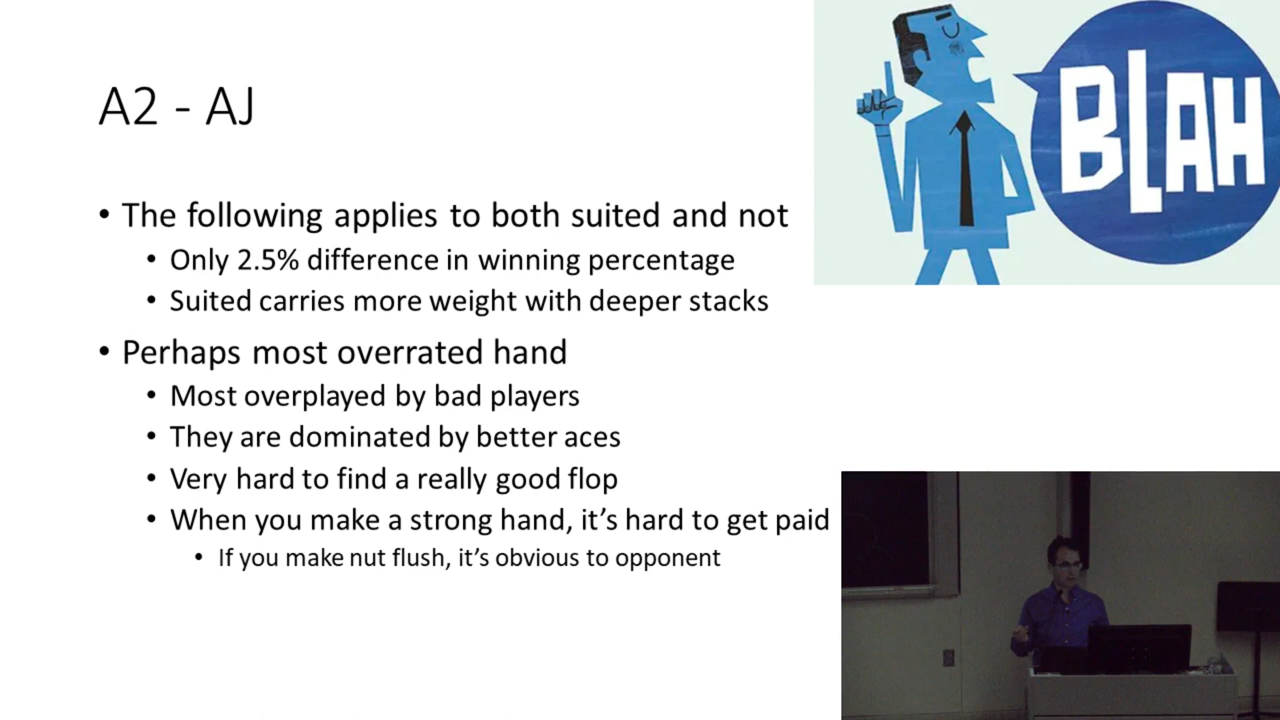 A2 - AJ
BLAH
• The following applies to both suited and not
• Only 2.5% difference in winning percentage
• Suited carries more weight with deeper stacks
• Perhaps most overrated hand
• Most overplayed by bad players
• They are dominated by better aces
• Very hard to find a really good flop
• When you make a strong hand, it’s hard to get paid
• If you make nut flush, it’s obvious to opponent